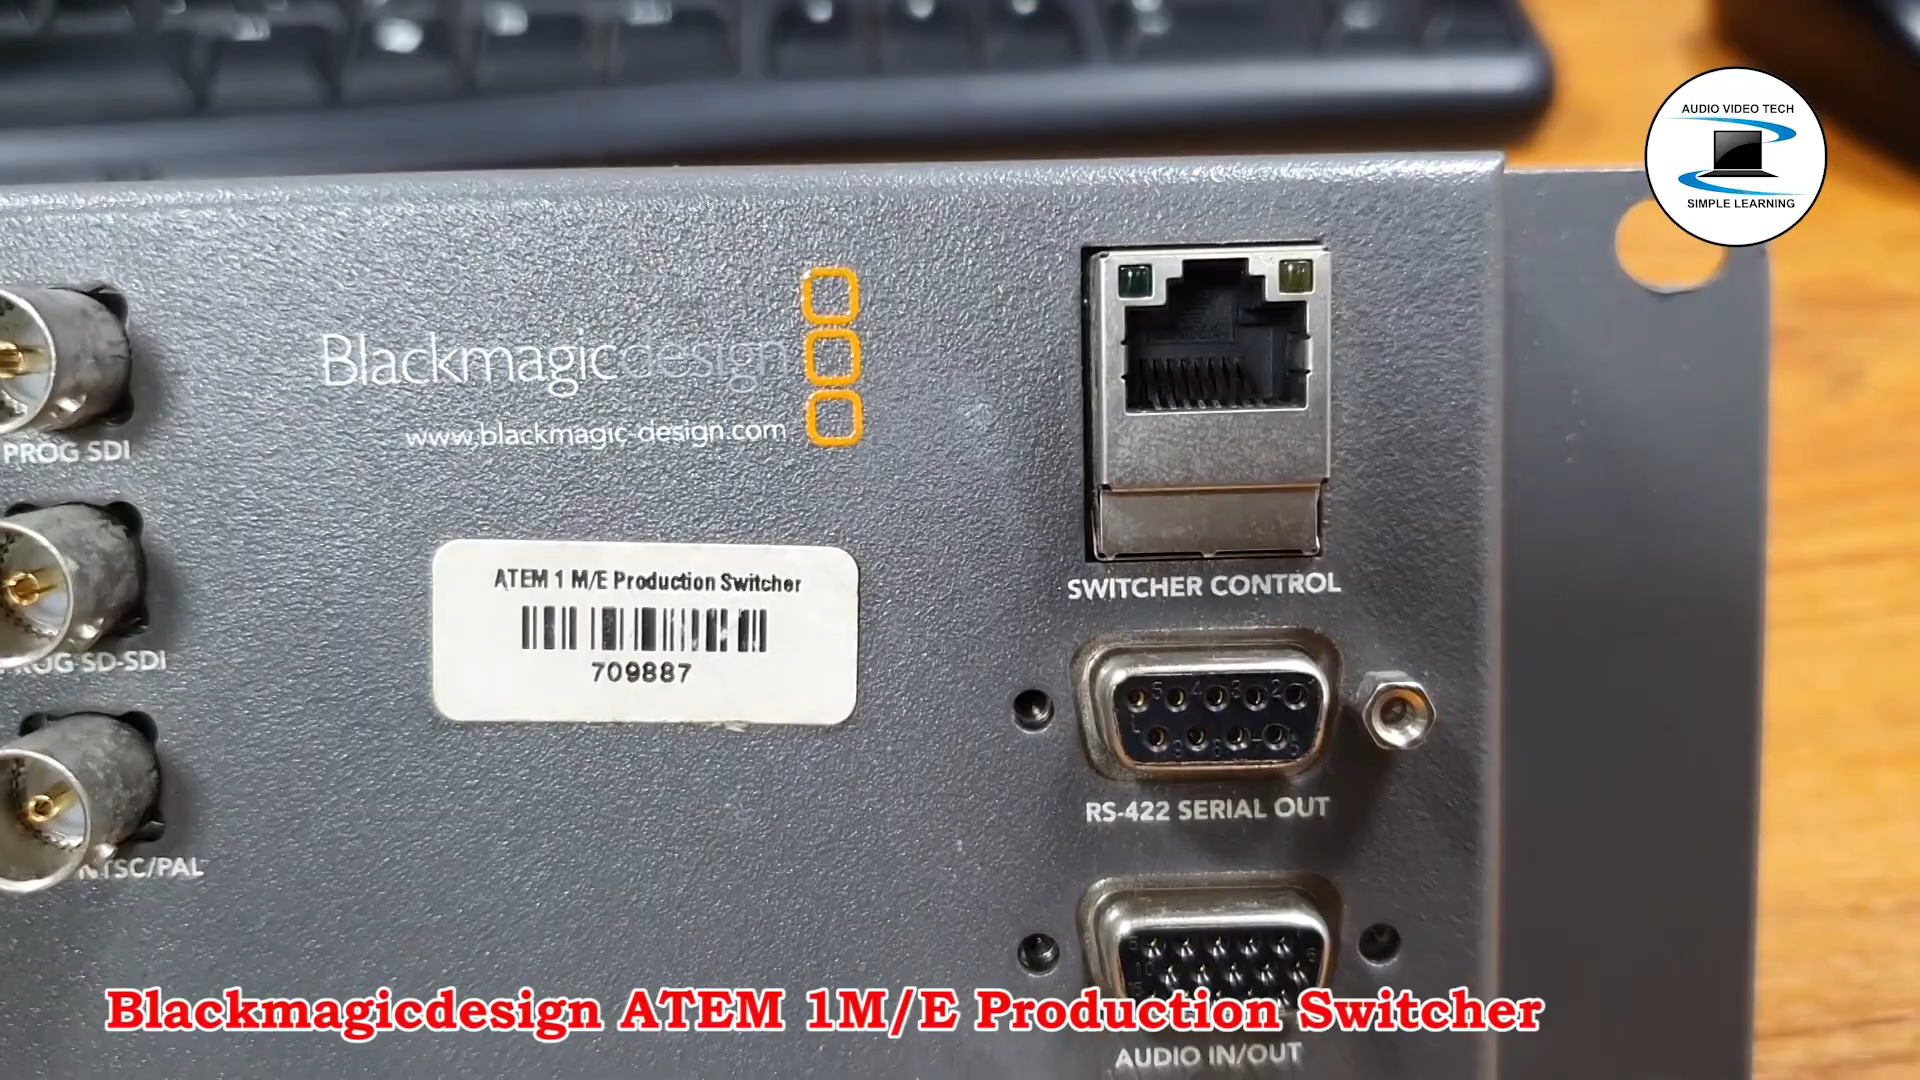 AUDIO VIDEO TECH
SIMPLE LEARNING
Blackmagicdesign
www.blackmagic-design.com
PROG SDI
ATEM 1 M/E Production Switcher
709887
SWITCHER CONTROL
SD-SDI
RS-422 SERIAL OUT
NTSC/PAL
Blackmagicdesign ATEM 1M/E Production Switcher
AUDIO IN/OUT